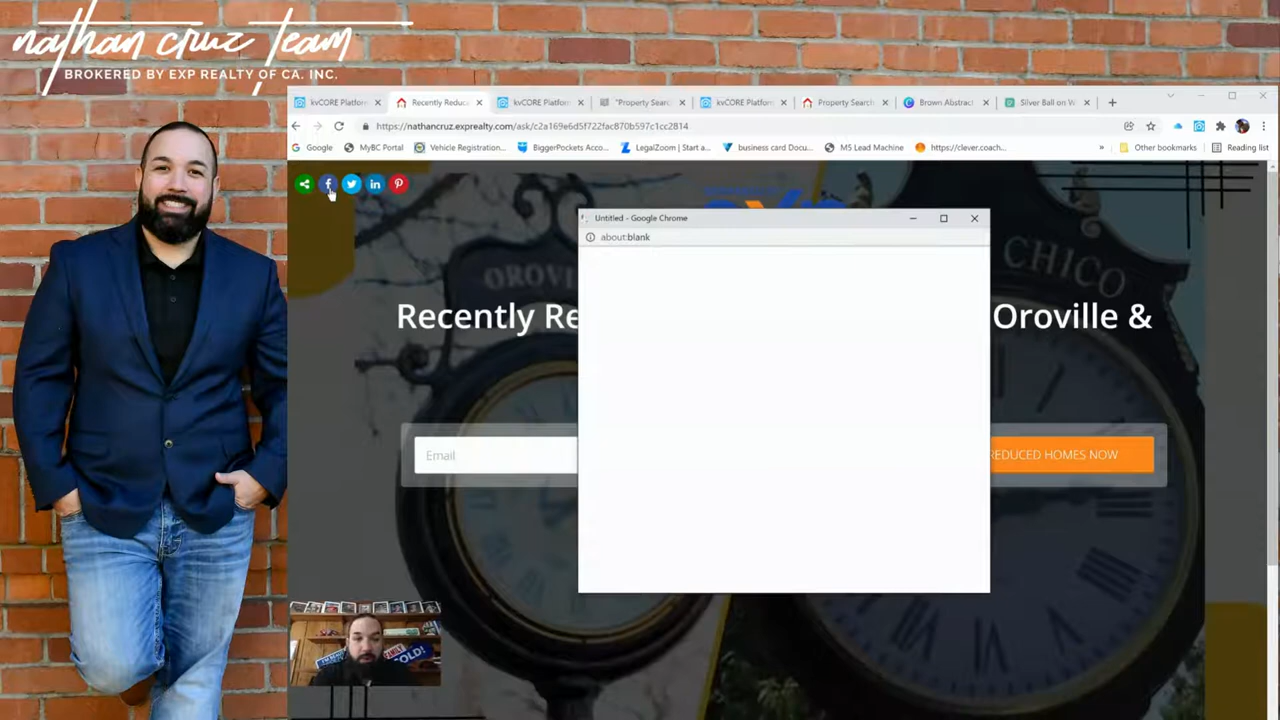 nathan cruz team
BROKERED BY EXP REALTY OF CA. INC.
kvCORE Platform
Recently Reduc
kvCORE Platform
"Property Searc
kvCORE Platform
Property Search
Brown Abstract
Silver Ball on W
https://nathancruz.exprealty.com/ask/c2a169e6d5f722fac870b597c1cc2814
Google
MyBC Portal
Vehicle Registration...
BiggerPockets Acco...
LegalZoom | Start a...
business card Docu...
MS Lead Machine
https://clever.coach...
»
Other bookmarks
Reading list
Untitled - Google Chrome
about:blank
OROVI
CHICO
Recently Re
Oroville &
Email
REDUCED HOMES NOW
FAMILY
SOLD!